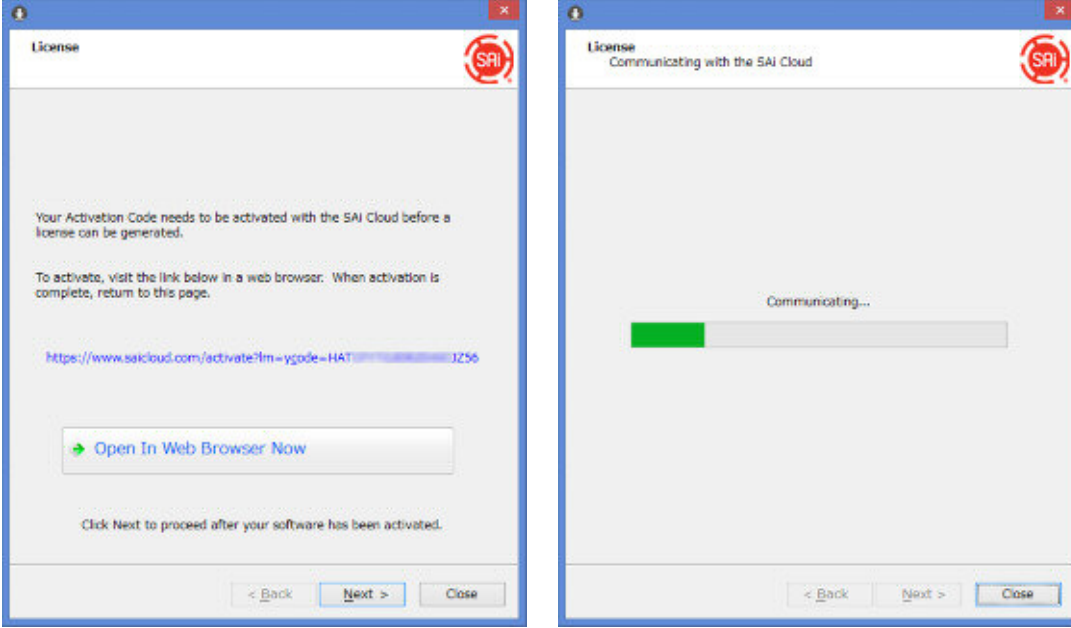 License
SAi
Your Activation Code needs to be activated with the SAi Cloud before a
license can be generated.
To activate, visit the link below in a web browser. When activation is
complete, return to this page.
https://www.saicloud.com/activate?lm=ycode=HAT JZ56
Open In Web Browser Now
Click Next to proceed after your software has been activated.
< Back Next > Close
License
Communicating with the SAi Cloud
SAi
Communicating...
< Back Next > Close